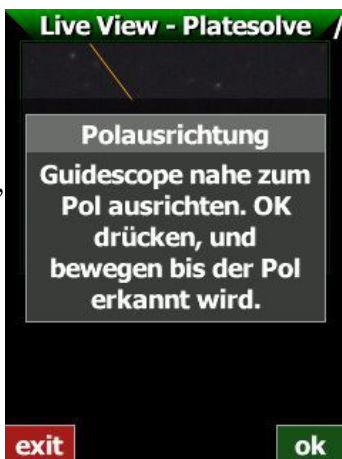 Live View - Platesolve /
Polausrichtung
Guidescope nahe zum
Pol ausrichten. OK
drücken, und
bewegen bis der Pol
erkannt wird.
exit
ok